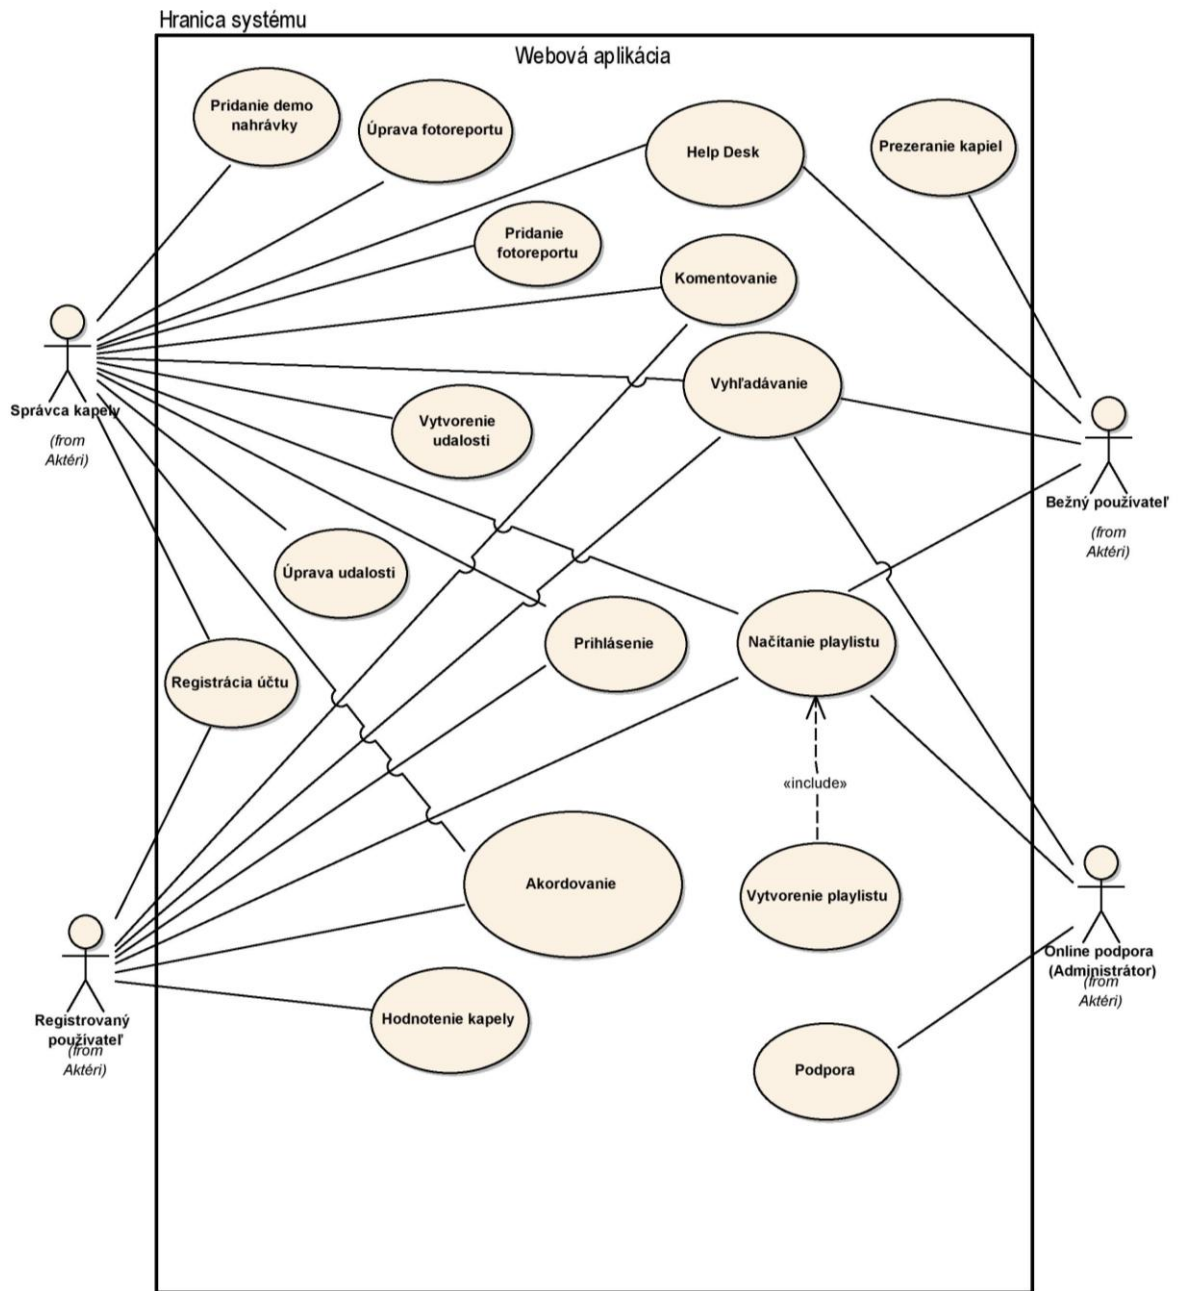 Hranica systému
Webová aplikácia
Pridanie demo
nahrávky
Úprava fotoreportu
Help Desk
Prezeranie kapiel
Pridanie
fotoreportu
Komentovanie
Vyhľadávanie
Správca kapely
(from
Aktéri)
Vytvorenie
udalosti
Bežný používateľ
(from
Aktéri)
Úprava udalosti
Prihlásenie
Načítanie playlistu
Registrácia účtu
«include»
Akordovanie
Vytvorenie playlistu
Online podpora
(Administrátor)
(from
Aktéri)
Registrovaný
používateľ
(from
Aktéri)
Hodnotenie kapely
Podpora